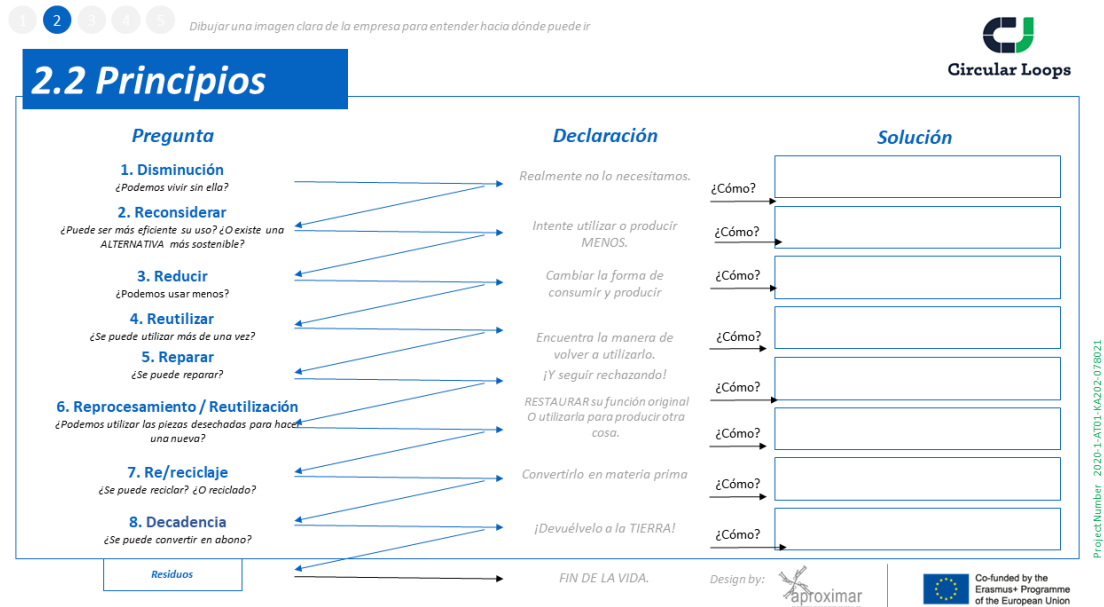 1 2 3 4 5
Dibujar una imagen clara de la empresa para entender hacia dónde puede ir
Circular Loops
2.2 Principios
Pregunta
Declaración
Solución
1. Disminución
¿Podemos vivir sin ella?
Realmente no lo necesitamos.
¿Cómo?
2. Reconsiderar
¿Puede ser más eficiente su uso? ¿O existe una
ALTERNATIVA más sostenible?
Intente utilizar o producir
MENOS.
¿Cómo?
3. Reducir
¿Podemos usar menos?
Cambiar la forma de
consumir y producir
¿Cómo?
4. Reutilizar
¿Se puede utilizar más de una vez?
Encuentra la manera de
volver a utilizarlo.
¿Cómo?
5. Reparar
¿Se puede reparar?
¡Y seguir rechazando!
¿Cómo?
6. Reprocesamiento / Reutilización
¿Podemos utilizar las piezas desechadas para hacer
una nueva?
RESTAURAR su función original
O utilizarla para producir otra
cosa.
¿Cómo?
7. Re/reciclaje
¿Se puede reciclar? ¿O reciclado?
Convertirlo en materia prima
¿Cómo?
8. Decadencia
¿Se puede convertir en abono?
¡Devuélvelo a la TIERRA!
¿Cómo?
Residuos
FIN DE LA VIDA.
Design by:
aproximar
Co-funded by the
Erasmus+ Programme
of the European Union
Project Number 2020-1-AT01-KA202-078021